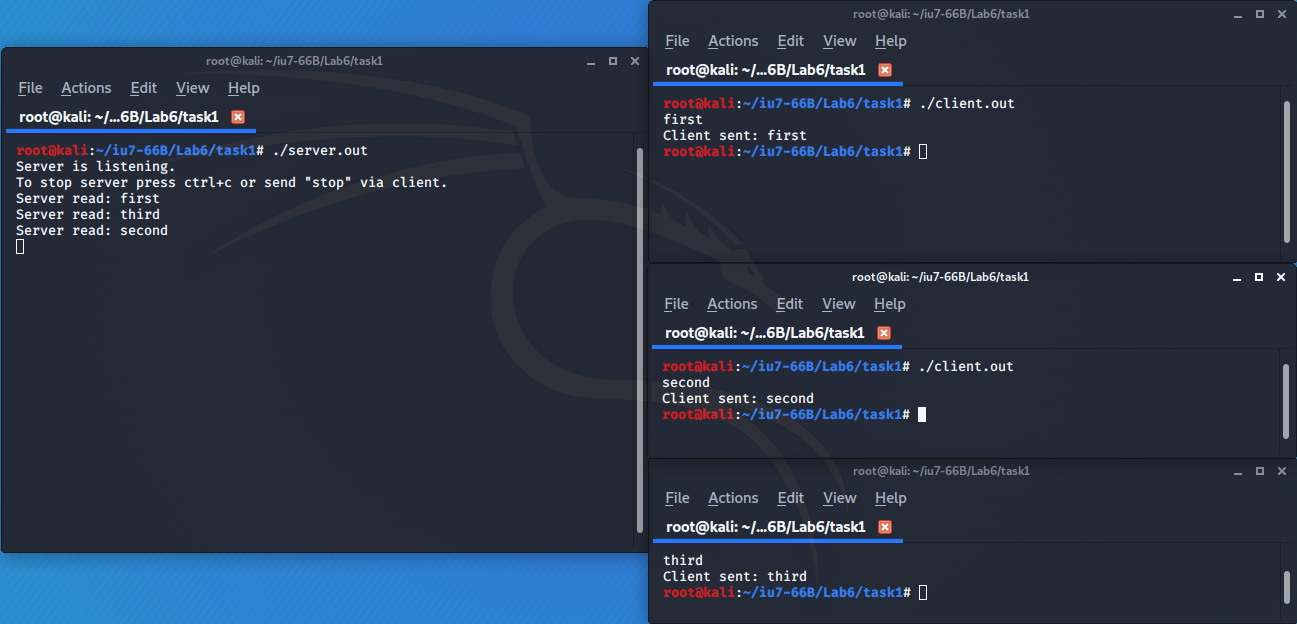 root@kali: ~/iu7-66B/Lab6/task1
File Actions Edit View Help
root@kali: ~/...6B/Lab6/task1
root@kali:~/iu7-66B/Lab6/task1# ./server.out
Server is listening.
To stop server press ctrl+c or send "stop" via client.
Server read: first
Server read: third
Server read: second
root@kali: ~/iu7-66B/Lab6/task1
File Actions Edit View Help
root@kali: ~/...6B/Lab6/task1
root@kali:~/iu7-66B/Lab6/task1# ./client.out
first
Client sent: first
root@kali:~/iu7-66B/Lab6/task1#
root@kali: ~/iu7-66B/Lab6/task1
File Actions Edit View Help
root@kali: ~/...6B/Lab6/task1
root@kali:~/iu7-66B/Lab6/task1# ./client.out
second
Client sent: second
root@kali:~/iu7-66B/Lab6/task1#
root@kali: ~/iu7-66B/Lab6/task1
File Actions Edit View Help
root@kali: ~/...6B/Lab6/task1
third
Client sent: third
root@kali:~/iu7-66B/Lab6/task1#